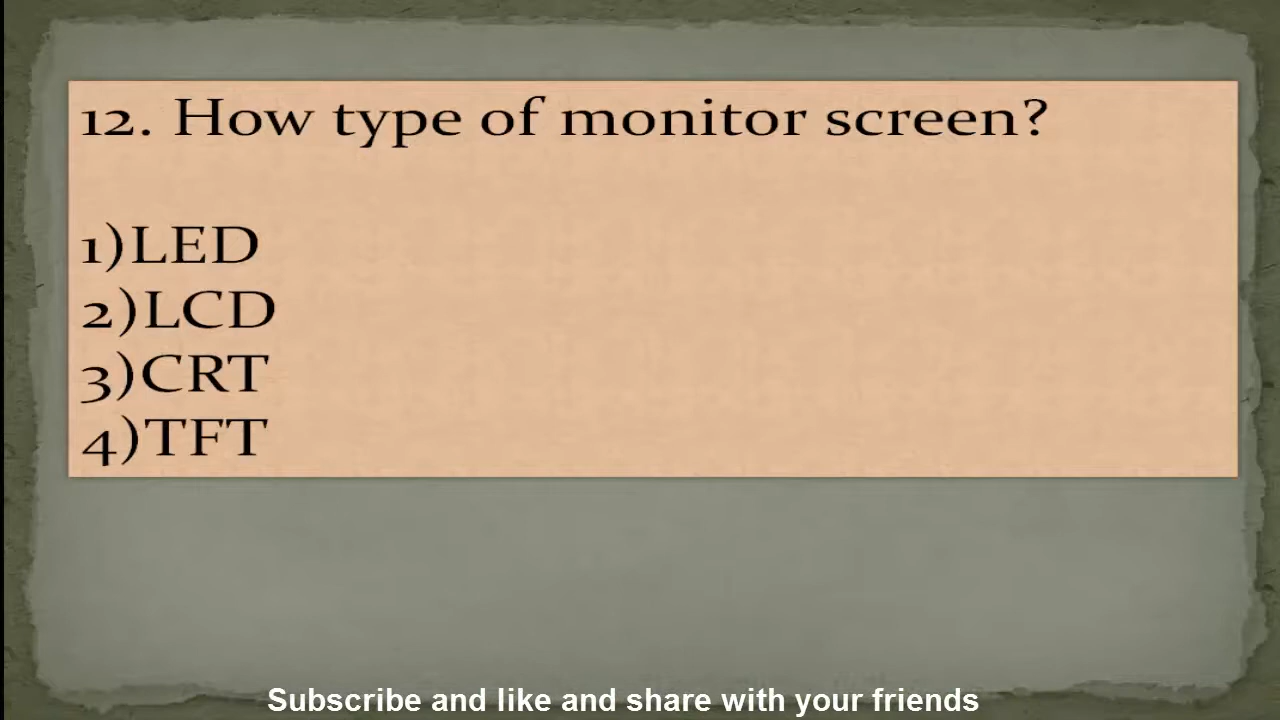 12. How type of monitor screen?
1)LED
2)LCD
3)CRT
4)TFT
Subscribe and like and share with your friends